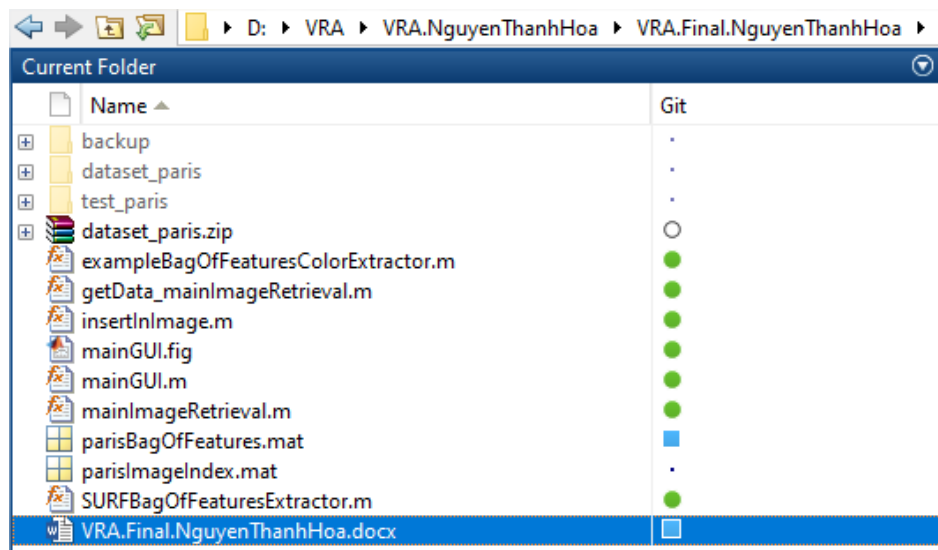 D: VRA VRA.NguyenThanhHoa VRA.Final.NguyenThanhHoa
Current Folder
Name Git
backup
dataset_paris
test_paris
dataset_paris.zip
exampleBagOfFeaturesColorExtractor.m
getData_mainImageRetrieval.m
insertInImage.m
mainGUI.fig
mainGUI.m
mainImageRetrieval.m
parisBagOfFeatures.mat
parisImageIndex.mat
SURFBagOfFeaturesExtractor.m
VRA.Final.NguyenThanhHoa.docx